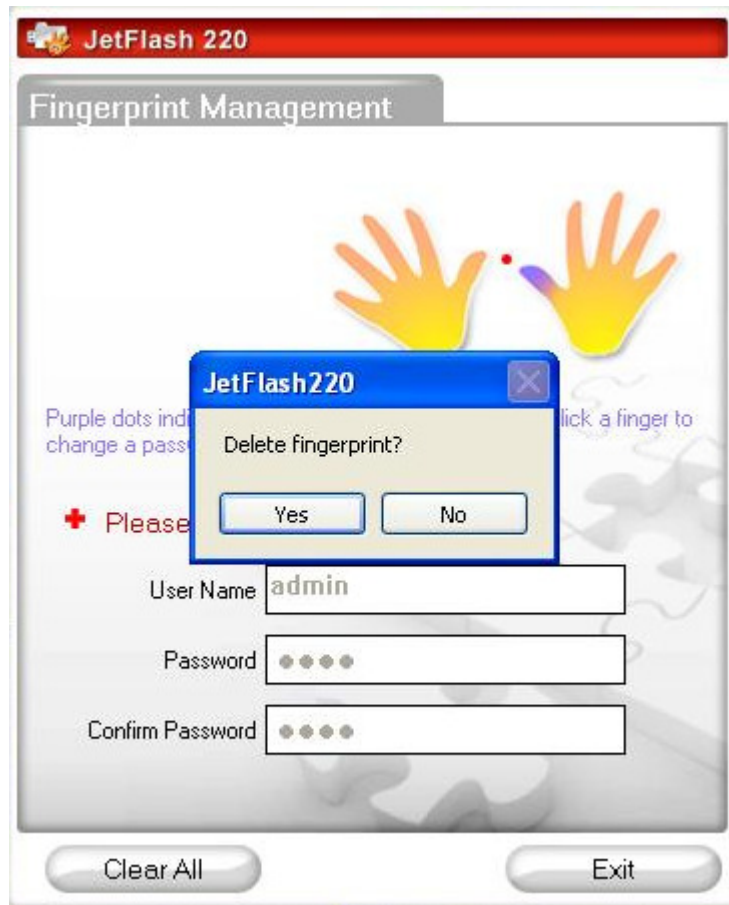 JetFlash 220
Fingerprint Management
JetFlash220
Purple dots indi lick a finger to
change a pass
Delete fingerprint?
Yes No
Please
User Name admin
Password
Confirm Password
Clear All Exit